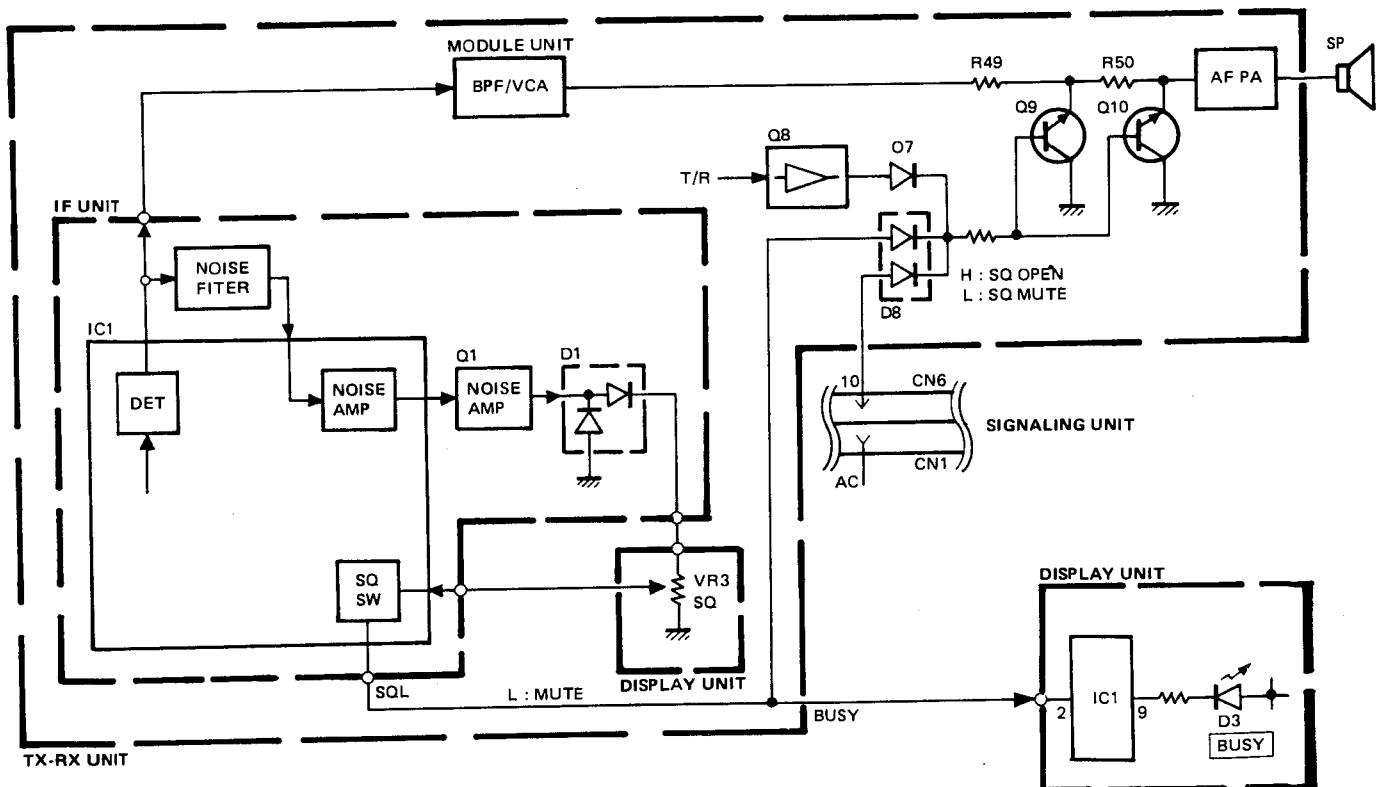 MODULE UNIT
BPF/VCA
R49
R50
AF PA
SP
Q9
Q10
Q8
O7
T/R
IF UNIT
NOISE
FITER
H : SQ OPEN
L : SQ MUTE
D8
IC1
DET
NOISE
AMP
Q1
NOISE
AMP
D1
10
CN6
SIGNALING UNIT
CN1
AC
SQ
SW
VR3
SQ
DISPLAY UNIT
SQL
L : MUTE
BUSY
DISPLAY UNIT
2
IC1
9
D3
BUSY
TX-RX UNIT